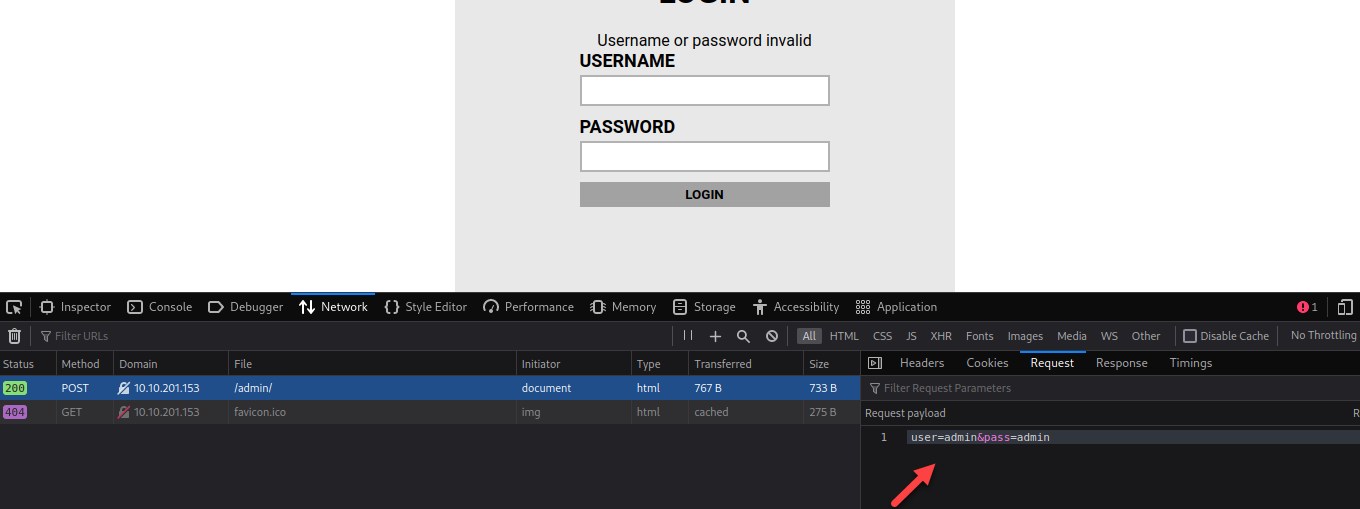 LOGIN
Username or password invalid
USERNAME
PASSWORD
LOGIN
Inspector Console Debugger Network Style Editor Performance Memory Storage Accessibility Application 1
Filter URLs All HTML CSS JS XHR Fonts Images Media WS Other Disable Cache No Throttling
Status Method Domain File Initiator Type Transferred Size
200 POST 10.10.201.153 /admin/ document html 767 B 733 B
404 GET 10.10.201.153 favicon.ico img html cached 275 B
Headers Cookies Request Response Timings
Filter Request Parameters
Request payload R
1 user=admin&pass=admin